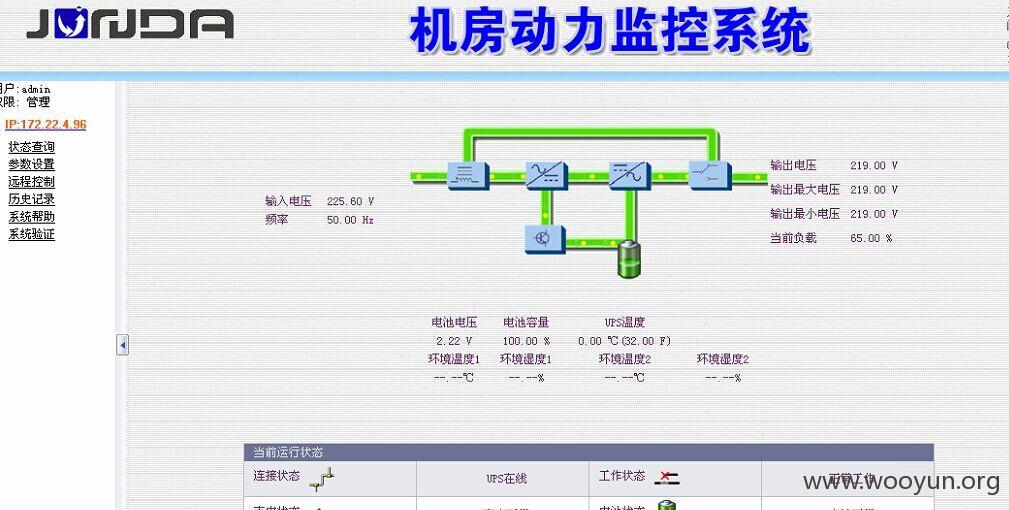 JONDA
机房动力监控系统
用户: admin
权限: 管理
IP:172.22.4.96
状态查询
参数设置
远程控制
历史记录
系统帮助
系统验证
输入电压 225.60 V
频率 50.00 Hz
输出电压 219.00 V
输出最大电压 219.00 V
输出最小电压 219.00 V
当前负载 65.00 %
电池电压 电池容量 UPS温度
2.22 V 100.00 % 0.00 ℃(32.00 F)
环境温度1 环境湿度1 环境温度2 环境湿度2
--.--℃ --.--% --.--℃ --.--%
当前运行状态
连接状态 UPS在线 工作状态 正常工作
www.wooyun.org